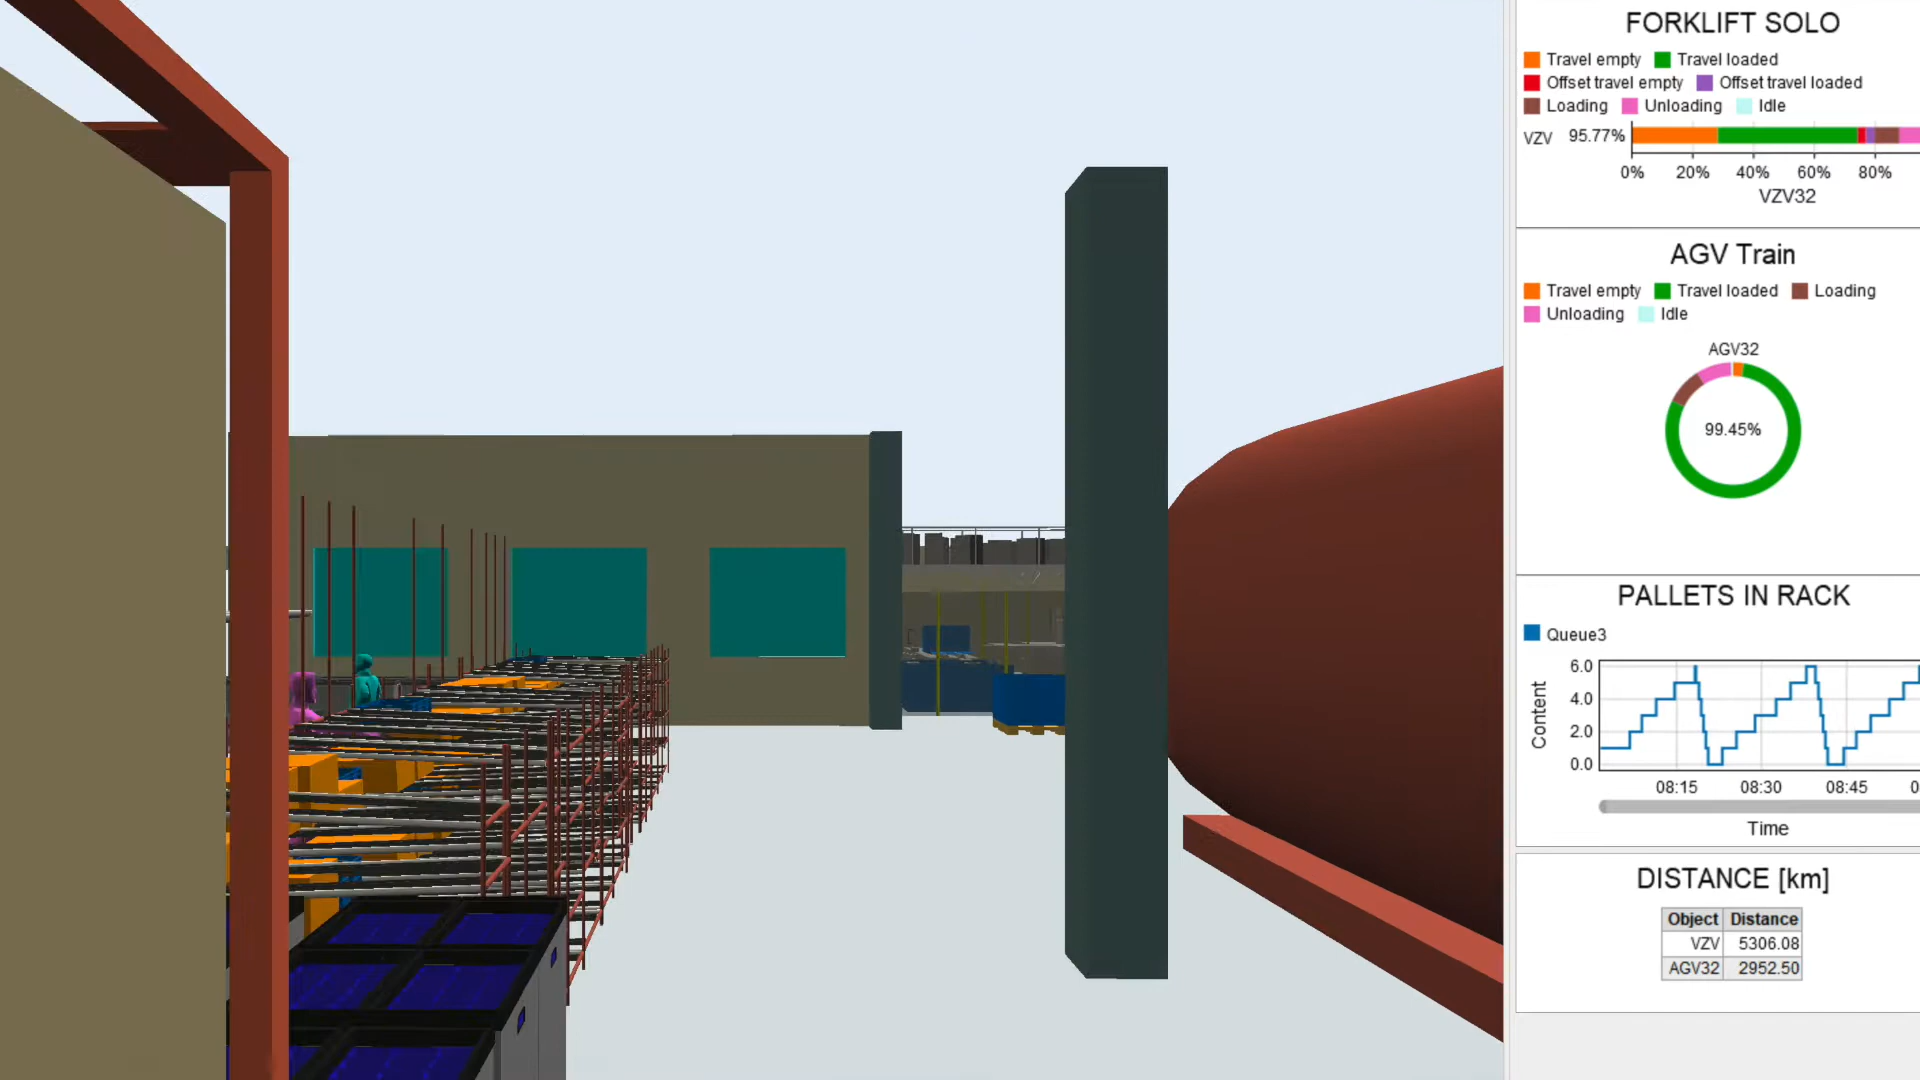 FORKLIFT SOLO
Travel empty Travel loaded
Offset travel empty Offset travel loaded
Loading Unloading Idle
VZV 95.77%
0% 20% 40% 60% 80%
VZV32
AGV Train
Travel empty Travel loaded Loading
Unloading Idle
AGV32
99.45%
PALLETS IN RACK
Queue3
6.0
4.0
2.0
0.0
Content
08:15 08:30 08:45 0
Time
DISTANCE [km]
Object Distance
VZV 5306.08
AGV32 2952.50